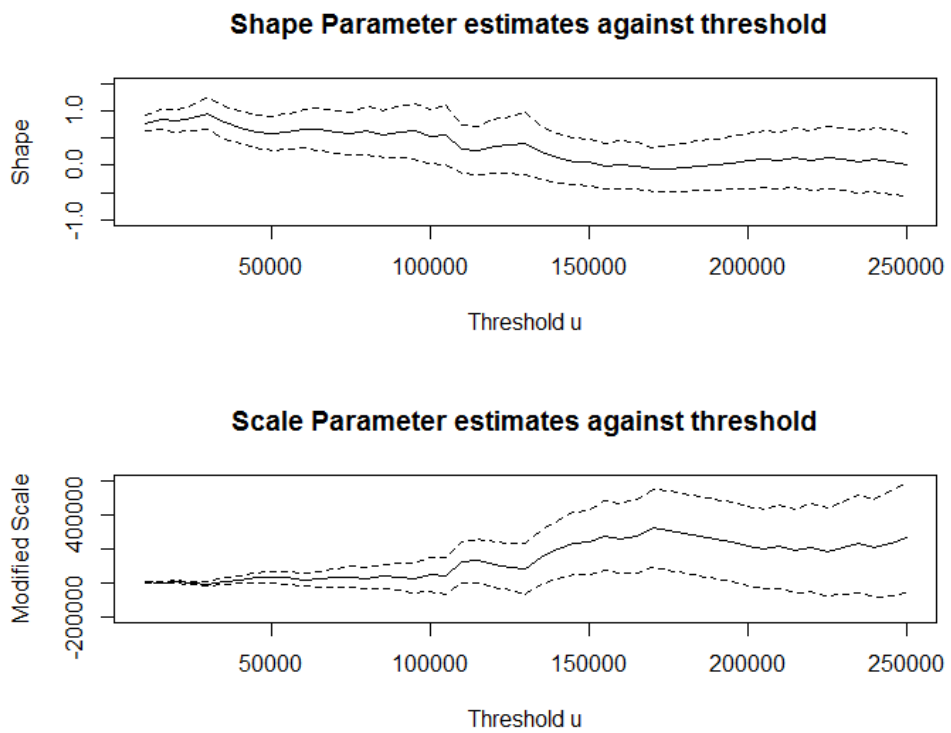 Shape Parameter estimates against threshold
Shape
1.0
0.0
-1.0
50000
100000
150000
200000
250000
Threshold u
Scale Parameter estimates against threshold
Modified Scale
400000
-200000
50000
100000
150000
200000
250000
Threshold u